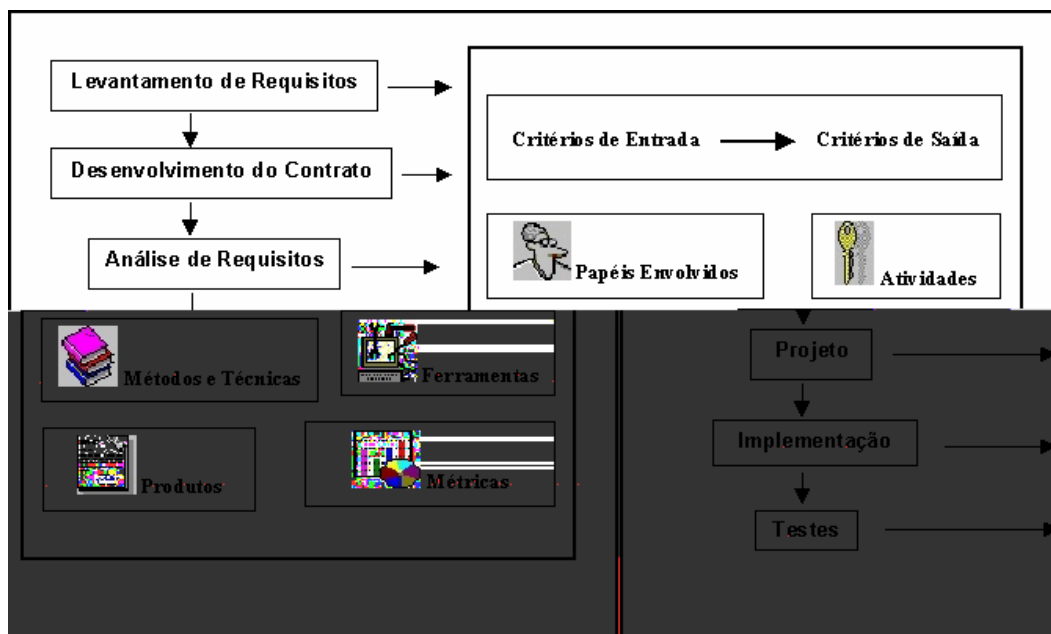 Levantamento de Requisitos
Critérios de Entrada
Critérios de Saída
Desenvolvimento do Contrato
Análise de Requisitos
Papéis Envolvidos
Atividades
Métodos e Técnicas
Ferramentas
Projeto
Implementação
Produtos
Métricas
Testes